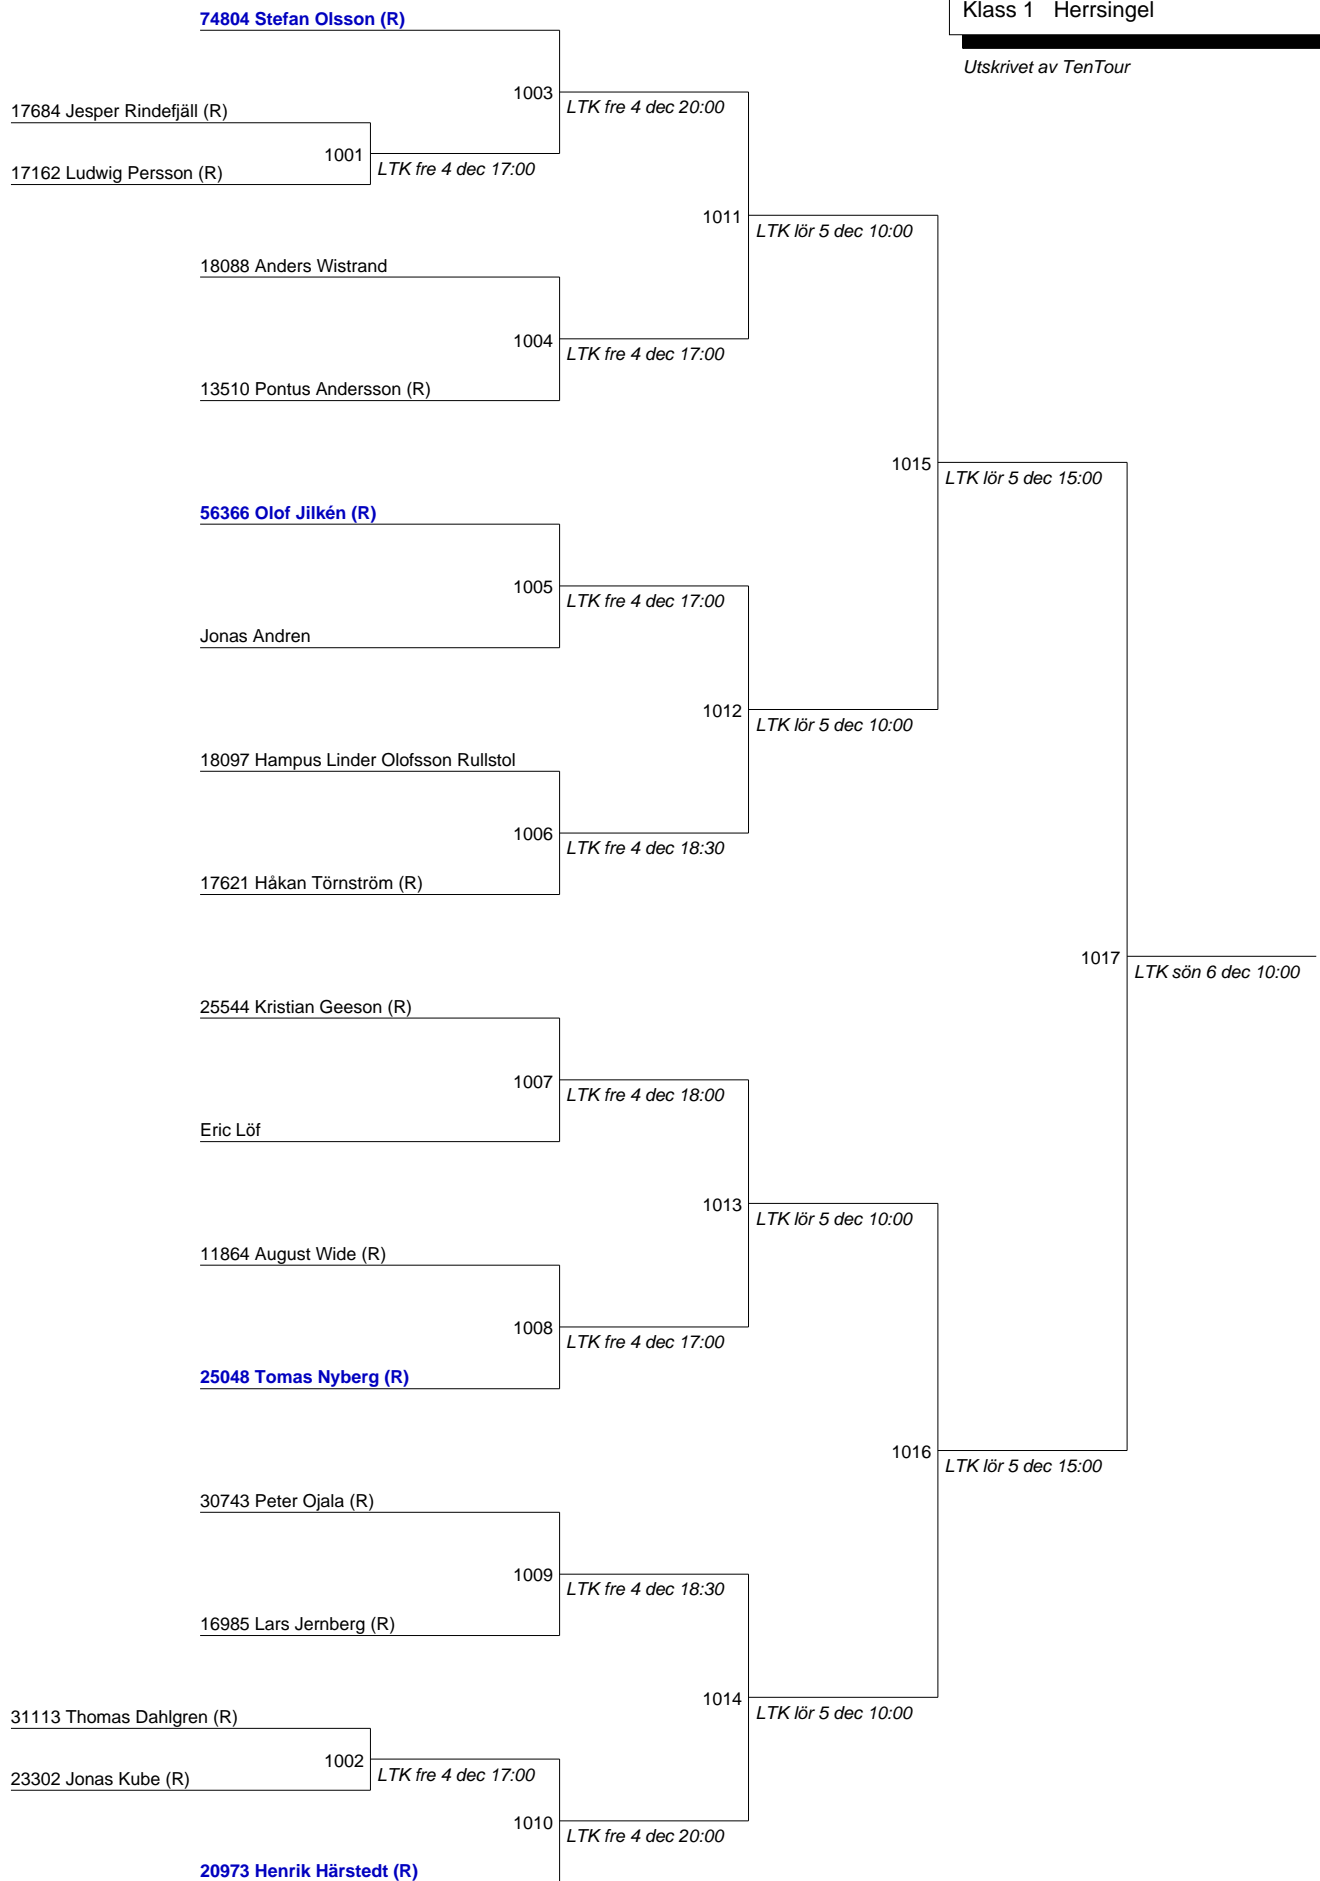 Klass 1 Herrsingel
Utskrivet av TenTour
74804 Stefan Olsson (R)
1003
LTK fre 4 dec 20:00
17684 Jesper Rindefjäll (R)
1001
LTK fre 4 dec 17:00
17162 Ludwig Persson (R)
1011
LTK lör 5 dec 10:00
18088 Anders Wistrand
1004
LTK fre 4 dec 17:00
13510 Pontus Andersson (R)
1015
LTK lör 5 dec 15:00
56366 Olof Jilkén (R)
1005
LTK fre 4 dec 17:00
Jonas Andren
1012
LTK lör 5 dec 10:00
18097 Hampus Linder Olofsson Rullstol
1006
LTK fre 4 dec 18:30
17621 Håkan Törnström (R)
1017
LTK sön 6 dec 10:00
25544 Kristian Geeson (R)
1007
LTK fre 4 dec 18:00
Eric Löf
1013
LTK lör 5 dec 10:00
11864 August Wide (R)
1008
LTK fre 4 dec 17:00
25048 Tomas Nyberg (R)
1016
LTK lör 5 dec 15:00
30743 Peter Ojala (R)
1009
LTK fre 4 dec 18:30
16985 Lars Jernberg (R)
1014
LTK lör 5 dec 10:00
31113 Thomas Dahlgren (R)
1002
LTK fre 4 dec 17:00
23302 Jonas Kube (R)
1010
LTK fre 4 dec 20:00
20973 Henrik Härstedt (R)